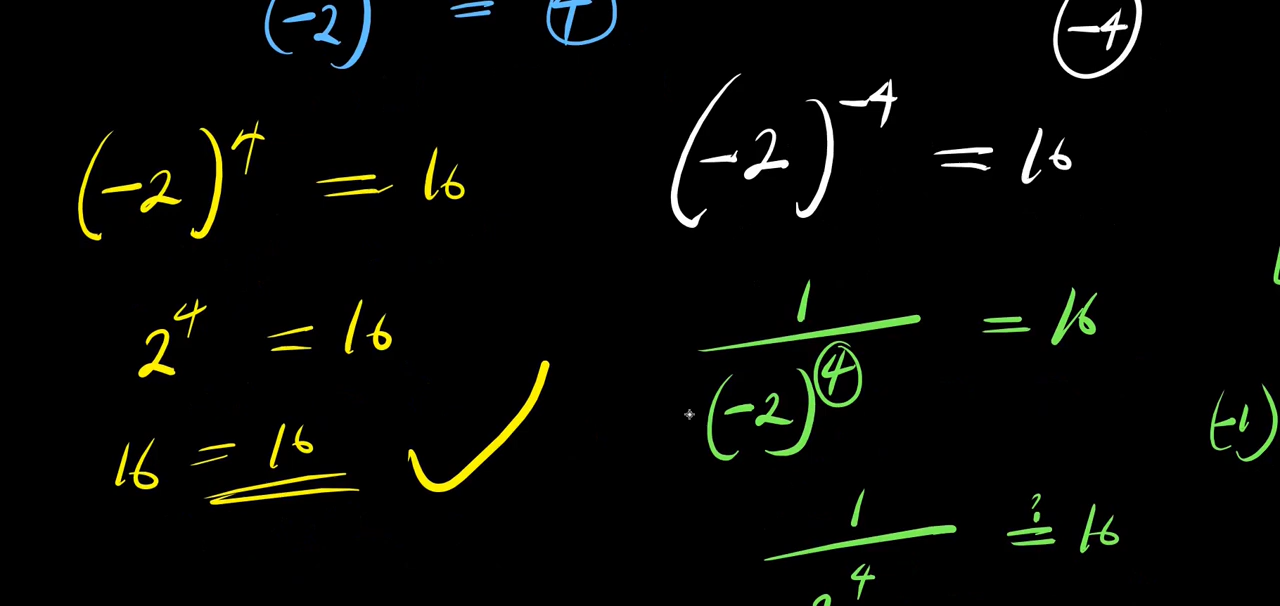 (-2) = 4
(-2)^4 = 16
2^4 = 16
16 = 16
-4
(-2)^-4 = 16
1/(-2)^4 = 16
(-1)
1/2^4 ?= 16